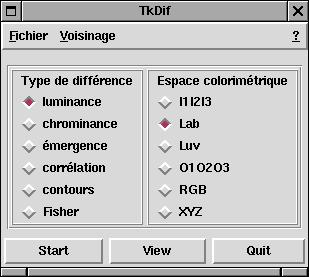 TkDif
Fichier Voisinage ?
Type de différence
luminance
chrominance
émergence
corrélation
contours
Fisher
Espace colorimétrique
I1I2I3
Lab
Luv
O1O2O3
RGB
XYZ
Start View Quit